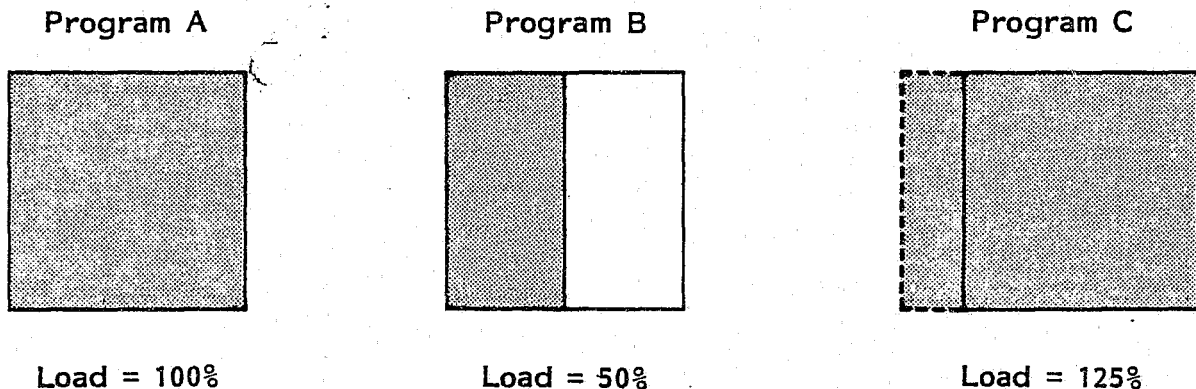 Program A
Program B
Program C
Load = 100%
Load = 50%
Load = 125%